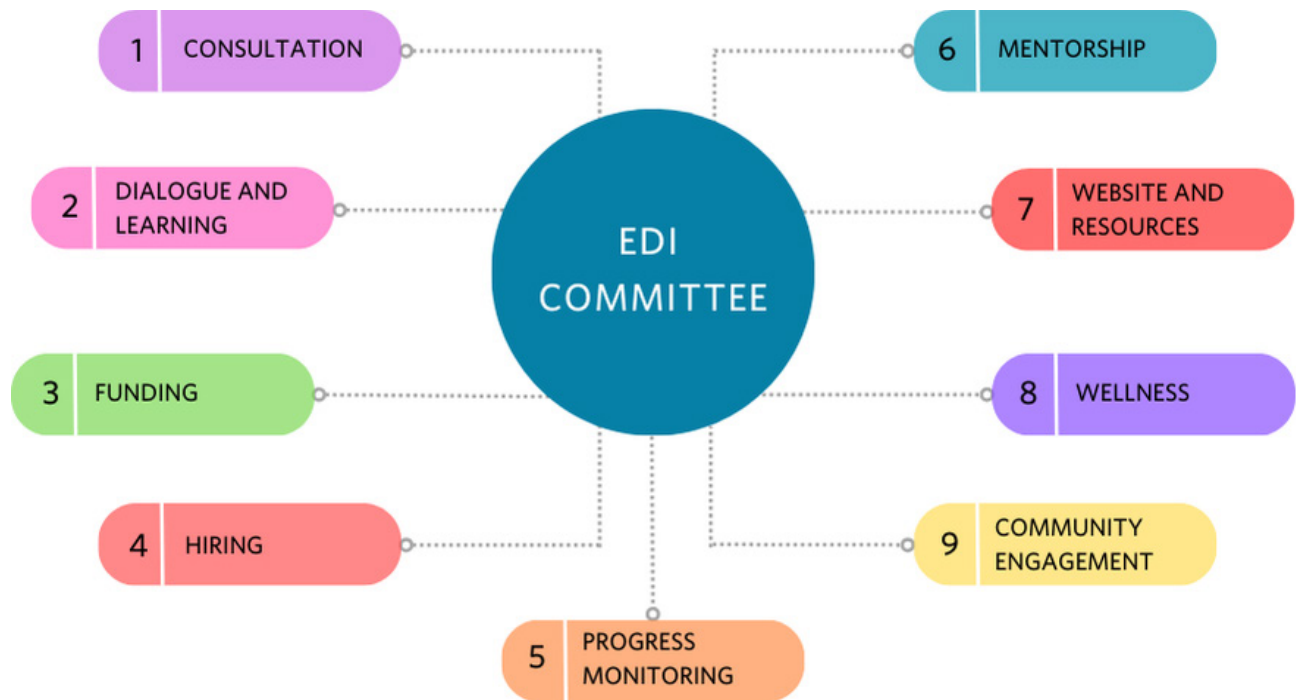 1 CONSULTATION
2 DIALOGUE AND
LEARNING
3 FUNDING
4 HIRING
5 PROGRESS
MONITORING
6 MENTORSHIP
7 WEBSITE AND
RESOURCES
8 WELLNESS
9 COMMUNITY
ENGAGEMENT
EDI
COMMITTEE